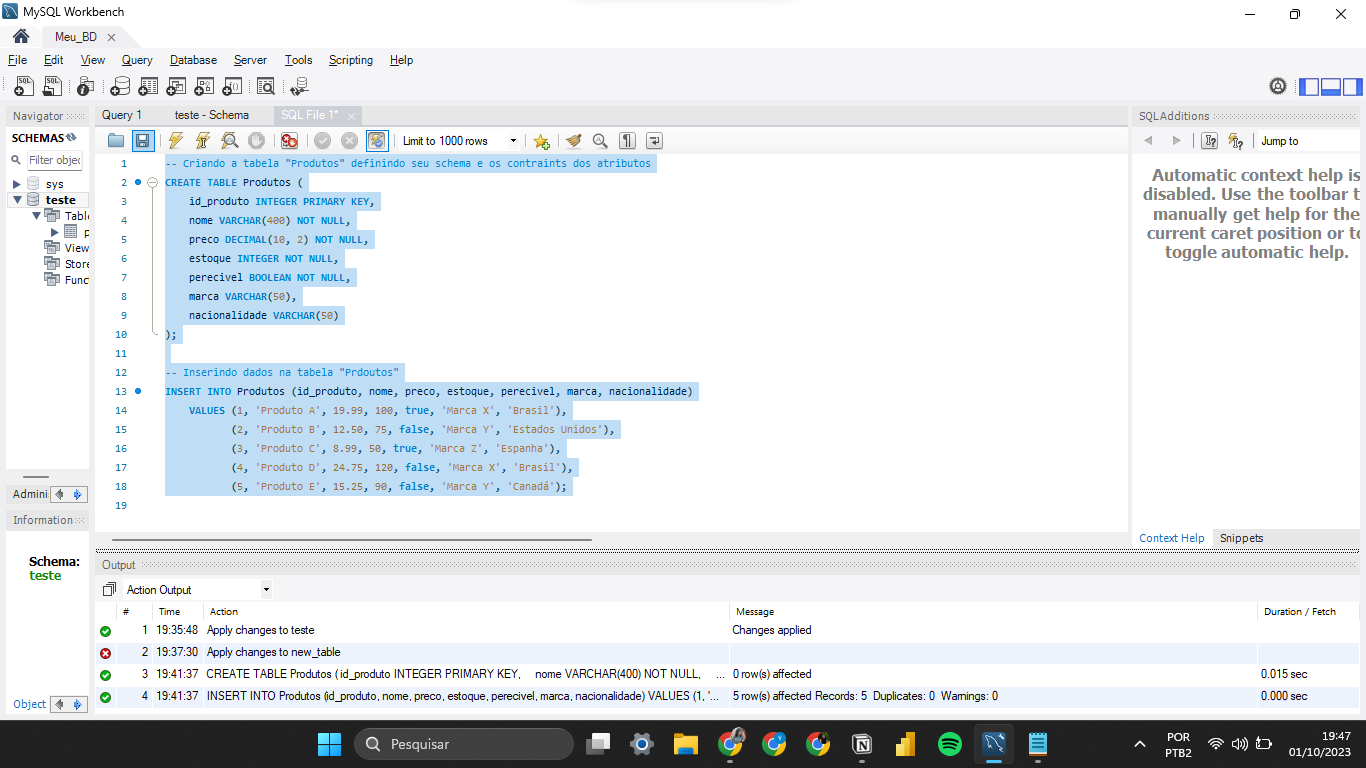 MySQL Workbench
Meu_BD
File Edit View Query Database Server Tools Scripting Help
Navigator
SCHEMAS
Filter objec
sys
teste
Table
p
View
Store
Funct
Admini
Information
Schema:
teste
Object
Query 1
teste - Schema
SQL File 1*
Limit to 1000 rows
1 -- Criando a tabela "Produtos" definindo seu schema e os contraints dos atributos
2 CREATE TABLE Produtos (
3 id_produto INTEGER PRIMARY KEY,
4 nome VARCHAR(400) NOT NULL,
5 preco DECIMAL(10, 2) NOT NULL,
6 estoque INTEGER NOT NULL,
7 perecivel BOOLEAN NOT NULL,
8 marca VARCHAR(50),
9 nacionalidade VARCHAR(50)
10 );
11
12 -- Inserindo dados na tabela "Prdoutos"
13 INSERT INTO Produtos (id_produto, nome, preco, estoque, perecivel, marca, nacionalidade)
14 VALUES (1, 'Produto A', 19.99, 100, true, 'Marca X', 'Brasil'),
15 (2, 'Produto B', 12.50, 75, false, 'Marca Y', 'Estados Unidos'),
16 (3, 'Produto C', 8.99, 50, true, 'Marca Z', 'Espanha'),
17 (4, 'Produto D', 24.75, 120, false, 'Marca X', 'Brasil'),
18 (5, 'Produto E', 15.25, 90, false, 'Marca Y', 'Canadá');
19
SQLAdditions
Jump to
Automatic context help is
disabled. Use the toolbar t
manually get help for the
current caret position or to
toggle automatic help.
Context Help Snippets
Output
Action Output
# Time Action Message Duration / Fetch
1 19:35:48 Apply changes to teste Changes applied
2 19:37:30 Apply changes to new_table
3 19:41:37 CREATE TABLE Produtos ( id_produto INTEGER PRIMARY KEY, nome VARCHAR(400) NOT NULL, ... 0 row(s) affected 0.015 sec
4 19:41:37 INSERT INTO Produtos (id_produto, nome, preco, estoque, perecivel, marca, nacionalidade) VALUES (1, '... 5 row(s) affected Records: 5 Duplicates: 0 Warnings: 0 0.000 sec
Pesquisar
POR
PTB2
19:47
01/10/2023